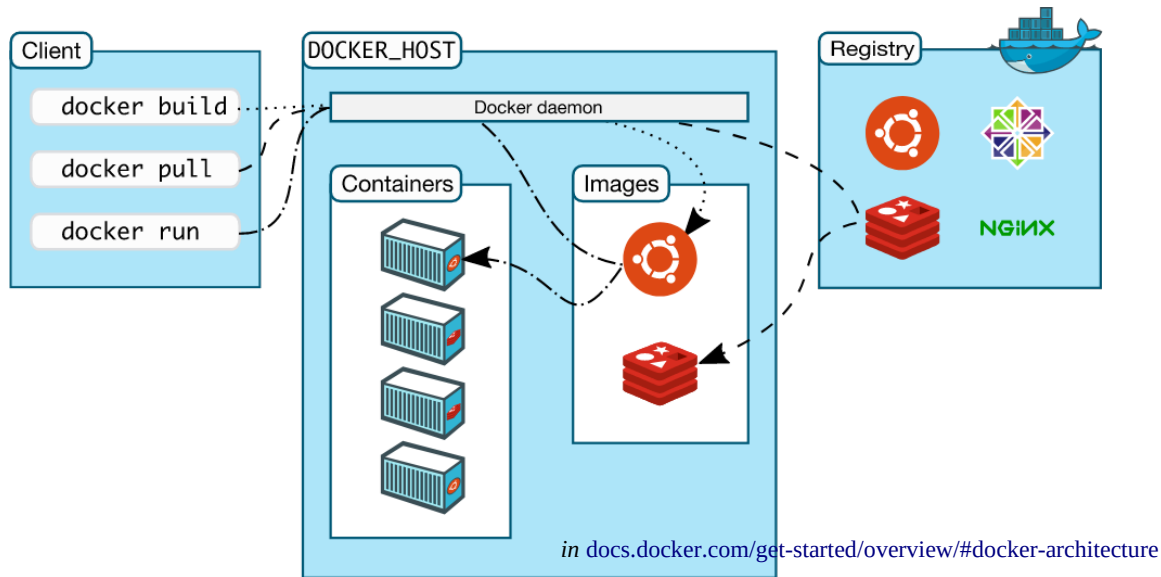 Client
docker build
docker pull
docker run
DOCKER_HOST
Docker daemon
Containers
Images
Registry
NGINX
in docs.docker.com/get-started/overview/#docker-architecture